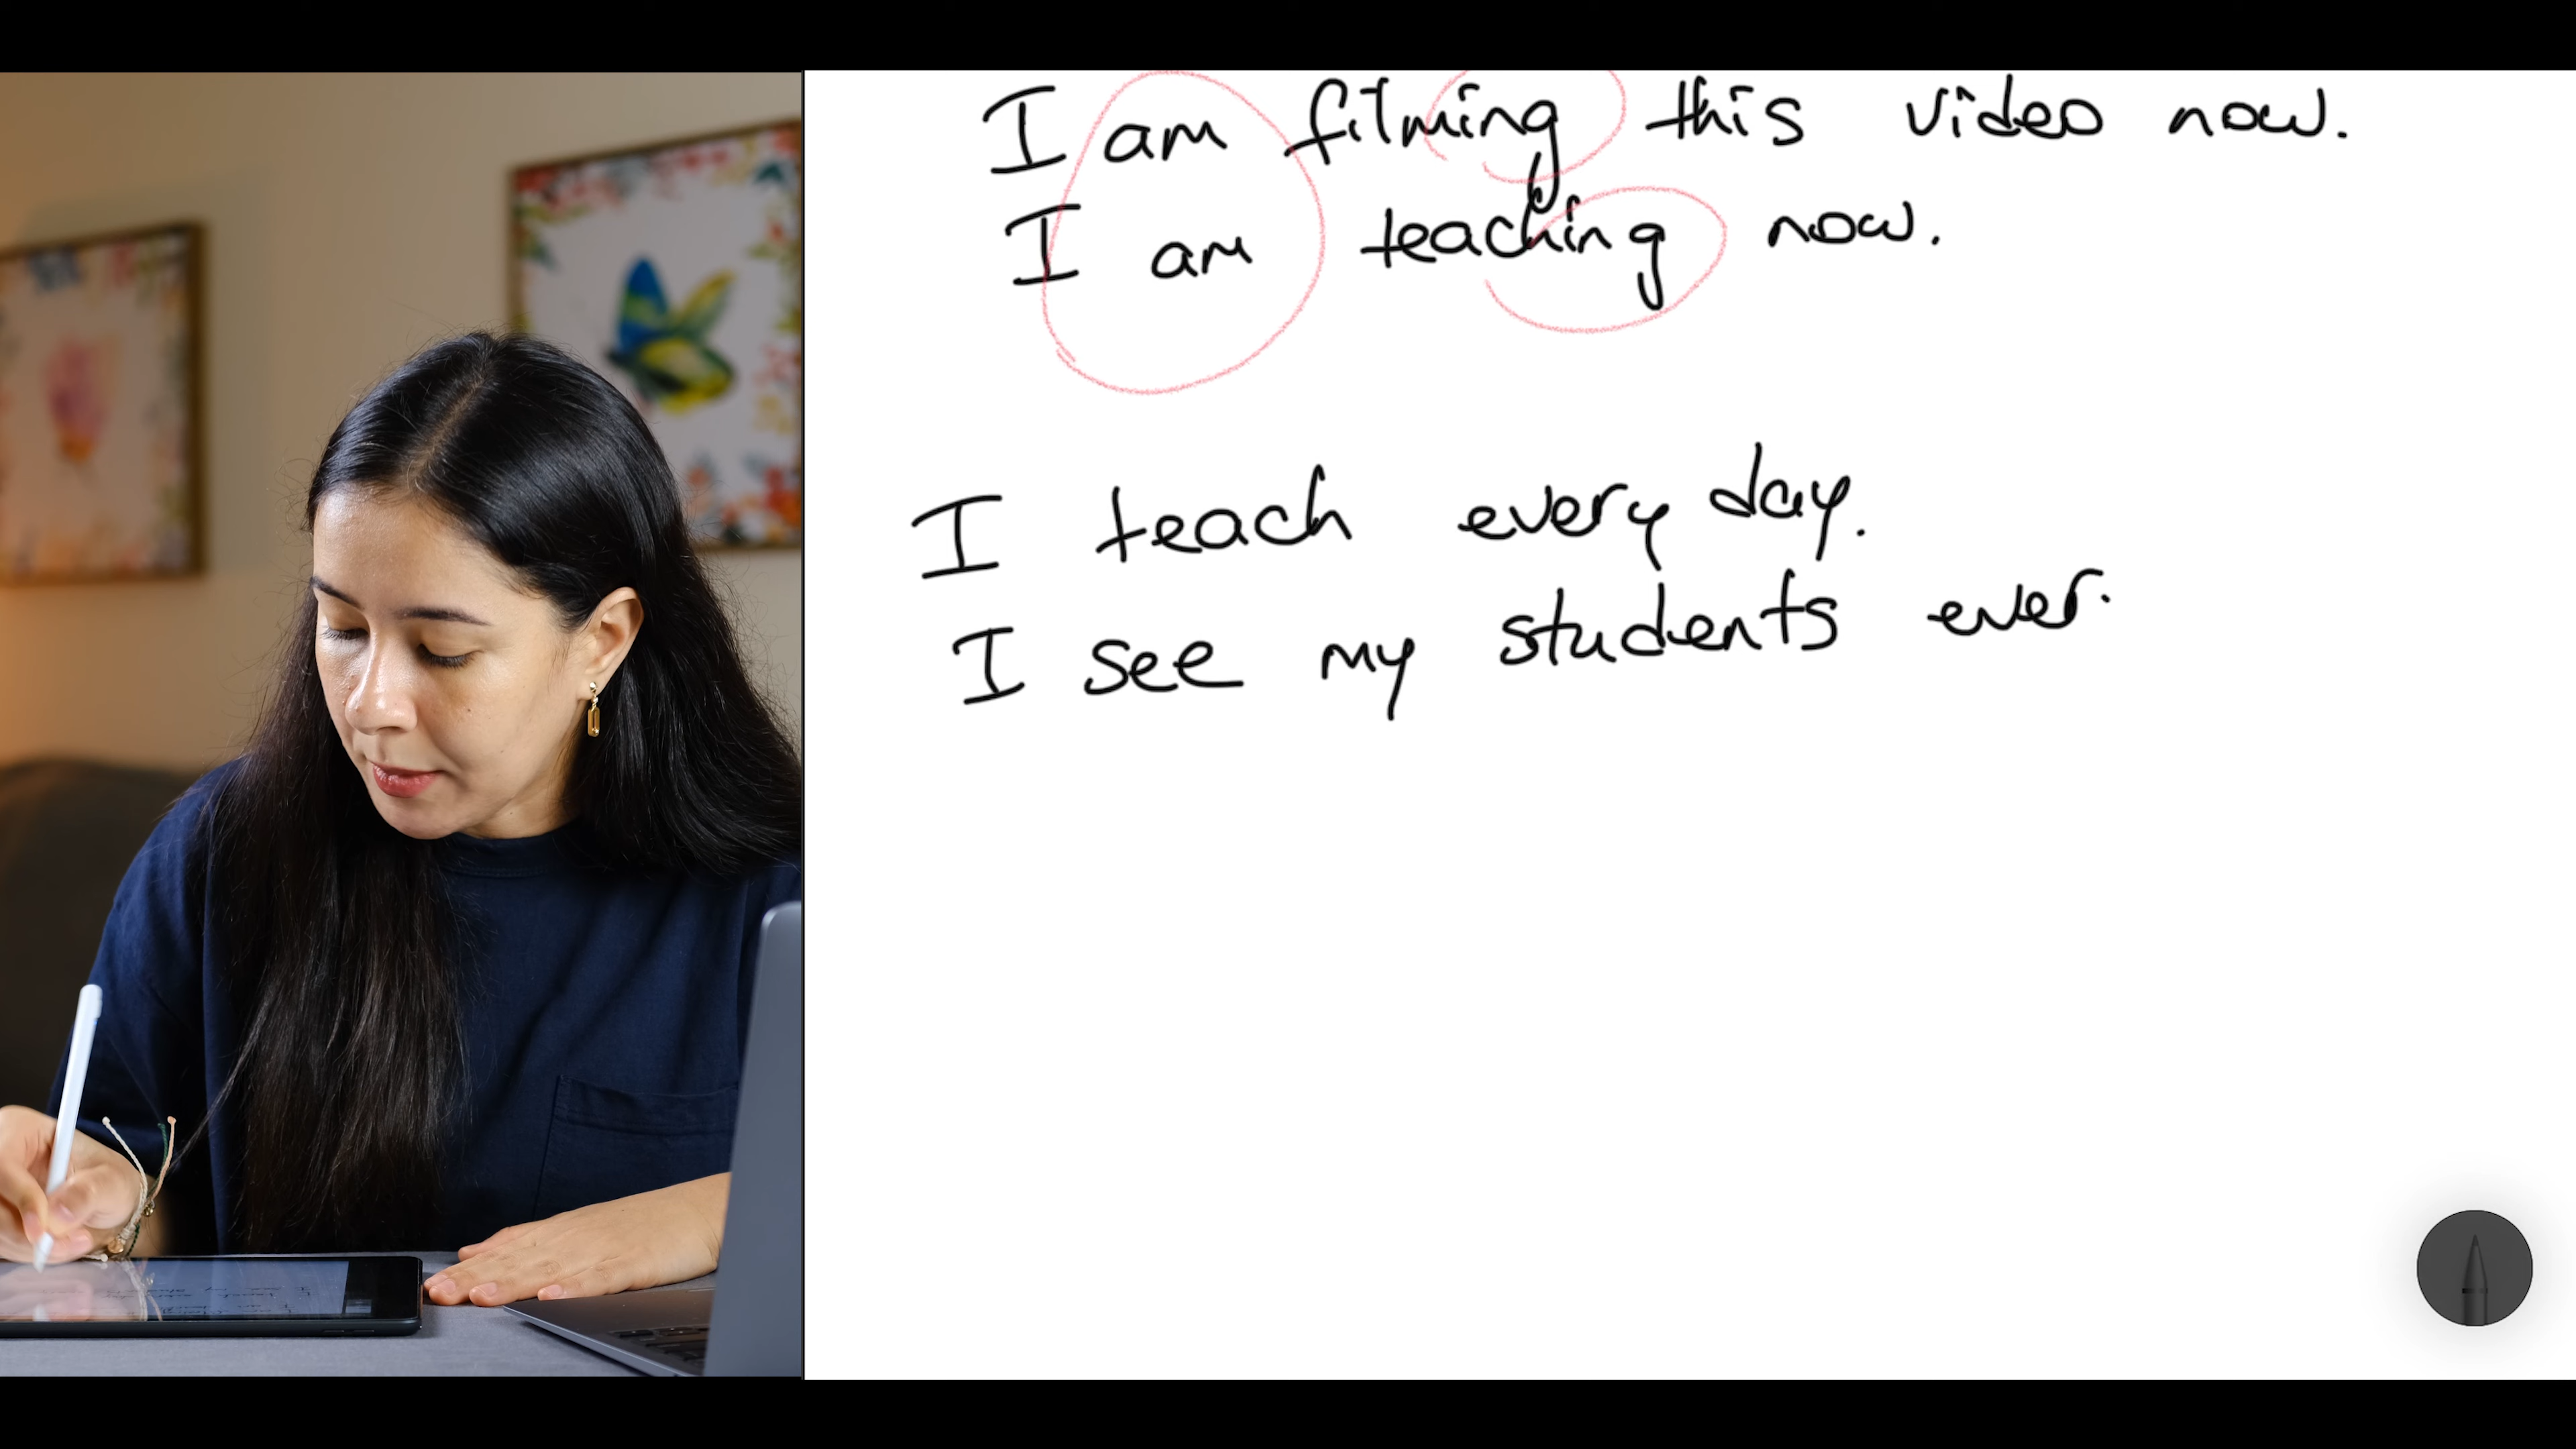 I am filming this video now.
I am teaching now.
I teach every day.
I see my students ever.